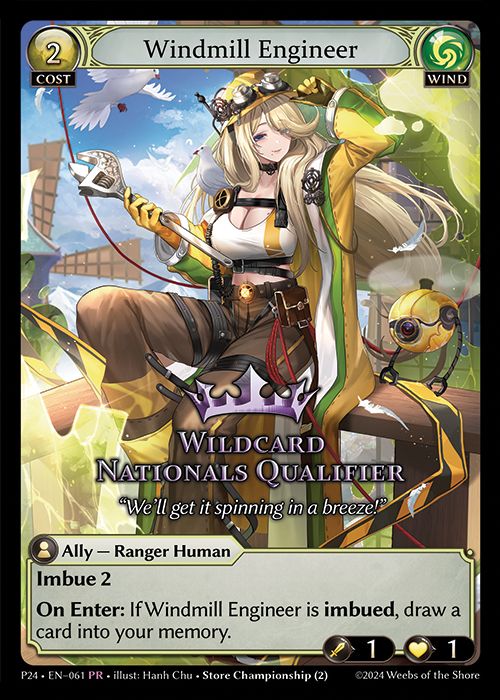 2
COST
Windmill Engineer
WIND
WILDCARD
NATIONALS QUALIFIER
“We’ll get it spinning in a breeze!”
Ally — Ranger Human
Imbue 2
On Enter: If Windmill Engineer is imbued, draw a
card into your memory.
1
1
P24 • EN–061 PR • illust: Hanh Chu • Store Championship (2)
©2024 Weebs of the Shore